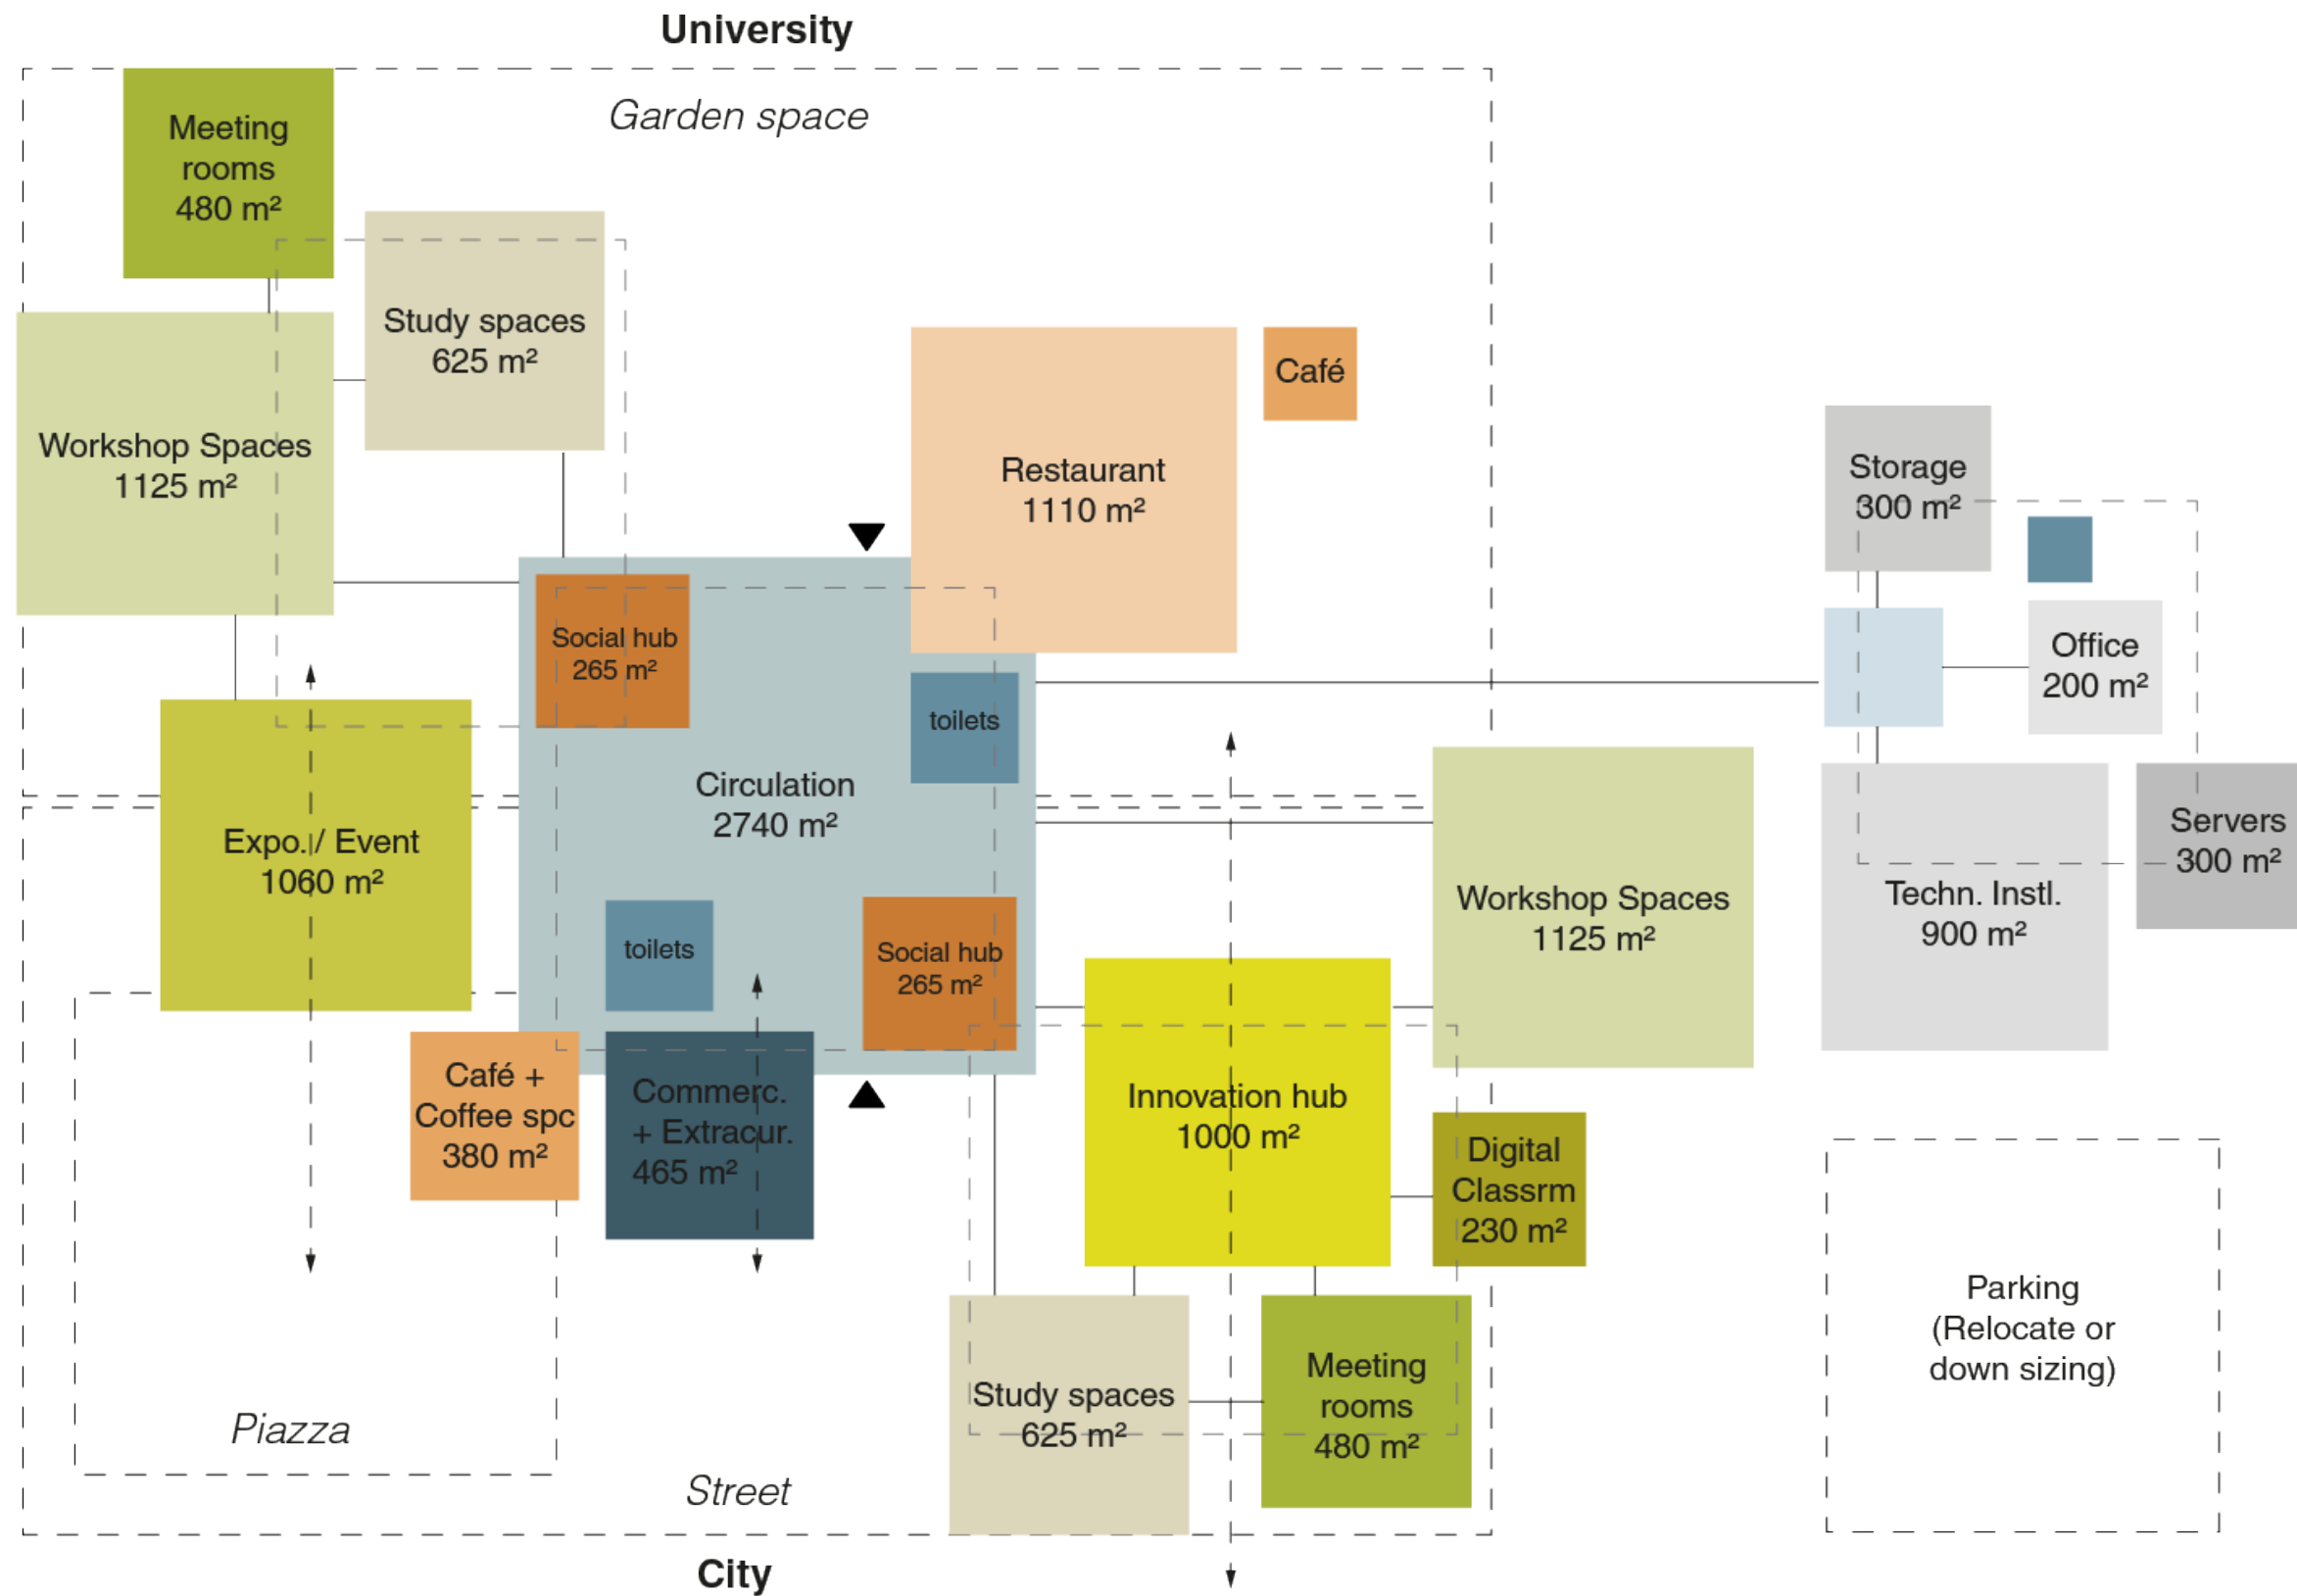 University
Garden space
Meeting
rooms
480 m²
Study spaces
625 m²
Workshop Spaces
1125 m²
Restaurant
1110 m²
Café
Storage
300 m²
Social hub
265 m²
toilets
Office
200 m²
Circulation
2740 m²
Expo. / Event
1060 m²
toilets
Social hub
265 m²
Workshop Spaces
1125 m²
Techn. Instl.
900 m²
Servers
300 m²
Café +
Coffee spc
380 m²
Commerc.
+ Extracur.
465 m²
Innovation hub
1000 m²
Digital
Classrm
230 m²
Parking
(Relocate or
down sizing)
Study spaces
625 m²
Meeting
rooms
480 m²
Piazza
Street
City